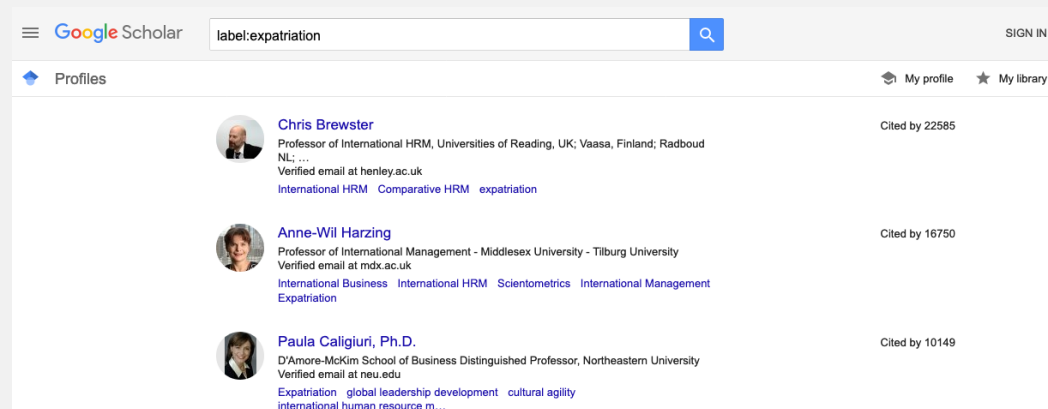 Google Scholar
label:expatriation
SIGN IN
Profiles
My profile
My library
Chris Brewster
Cited by 22585
Professor of International HRM, Universities of Reading, UK; Vaasa, Finland; Radboud
NL; …
Verified email at henley.ac.uk
International HRM Comparative HRM expatriation
Anne-Wil Harzing
Cited by 16750
Professor of International Management - Middlesex University - Tilburg University
Verified email at mdx.ac.uk
International Business International HRM Scientometrics International Management
Expatriation
Paula Caligiuri, Ph.D.
Cited by 10149
D'Amore-McKim School of Business Distinguished Professor, Northeastern University
Verified email at neu.edu
Expatriation global leadership development cultural agility
international human resource m…